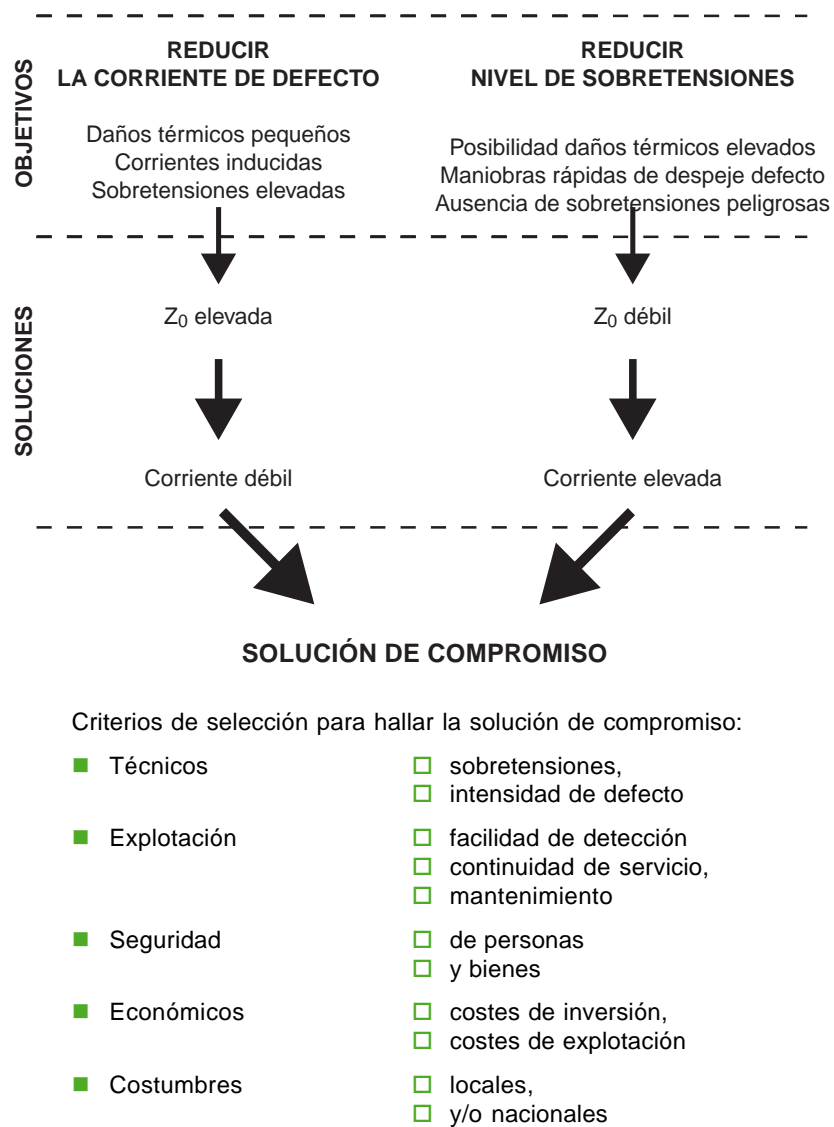 OBJETIVOS
REDUCIR
LA CORRIENTE DE DEFECTO
Daños térmicos pequeños
Corrientes inducidas
Sobretensiones elevadas
REDUCIR
NIVEL DE SOBRETENSIONES
Posibilidad daños térmicos elevados
Maniobras rápidas de despeje defecto
Ausencia de sobretensiones peligrosas
SOLUCIONES
Z0 elevada
Corriente débil
Z0 débil
Corriente elevada
SOLUCIÓN DE COMPROMISO
Criterios de selección para hallar la solución de compromiso:
Técnicos
sobretensiones,
intensidad de defecto
Explotación
facilidad de detección
continuidad de servicio,
mantenimiento
Seguridad
de personas
y bienes
Económicos
costes de inversión,
costes de explotación
Costumbres
locales,
y/o nacionales